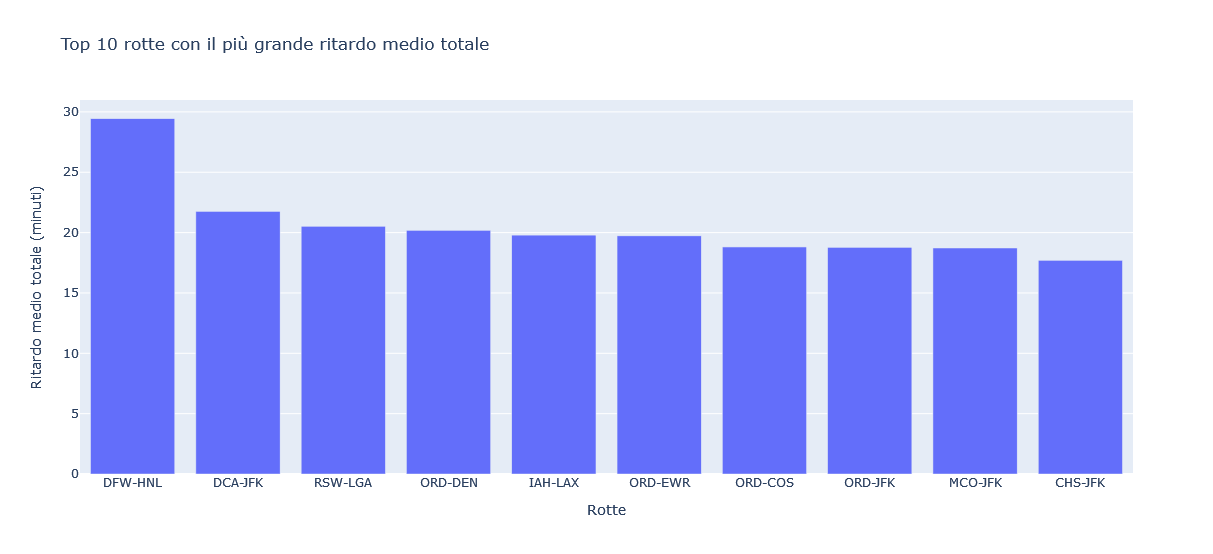 Top 10 rotte con il più grande ritardo medio totale
Ritardo medio totale (minuti)
30
25
20
15
10
5
0
DFW-HNL DCA-JFK RSW-LGA ORD-DEN IAH-LAX ORD-EWR ORD-COS ORD-JFK MCO-JFK CHS-JFK
Rotte